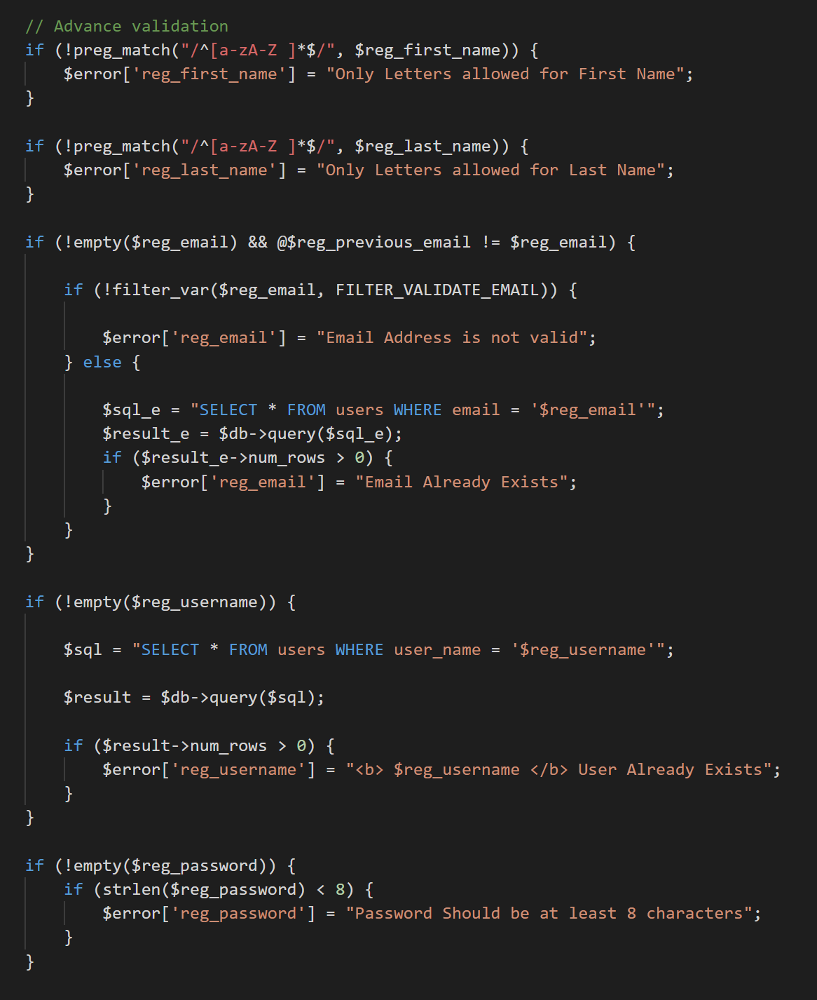 // Advance validation
if (!preg_match("/^[a-zA-Z ]*$/", $reg_first_name)) {
    $error['reg_first_name'] = "Only Letters allowed for First Name";
}

if (!preg_match("/^[a-zA-Z ]*$/", $reg_last_name)) {
    $error['reg_last_name'] = "Only Letters allowed for Last Name";
}

if (!empty($reg_email) && @$reg_previous_email != $reg_email) {

    if (!filter_var($reg_email, FILTER_VALIDATE_EMAIL)) {

        $error['reg_email'] = "Email Address is not valid";
    } else {

        $sql_e = "SELECT * FROM users WHERE email = '$reg_email'";
        $result_e = $db->query($sql_e);
        if ($result_e->num_rows > 0) {
            $error['reg_email'] = "Email Already Exists";
        }
    }
}

if (!empty($reg_username)) {

    $sql = "SELECT * FROM users WHERE user_name = '$reg_username'";

    $result = $db->query($sql);

    if ($result->num_rows > 0) {
        $error['reg_username'] = "<b> $reg_username </b> User Already Exists";
    }
}

if (!empty($reg_password)) {
    if (strlen($reg_password) < 8) {
        $error['reg_password'] = "Password Should be at least 8 characters";
    }
}